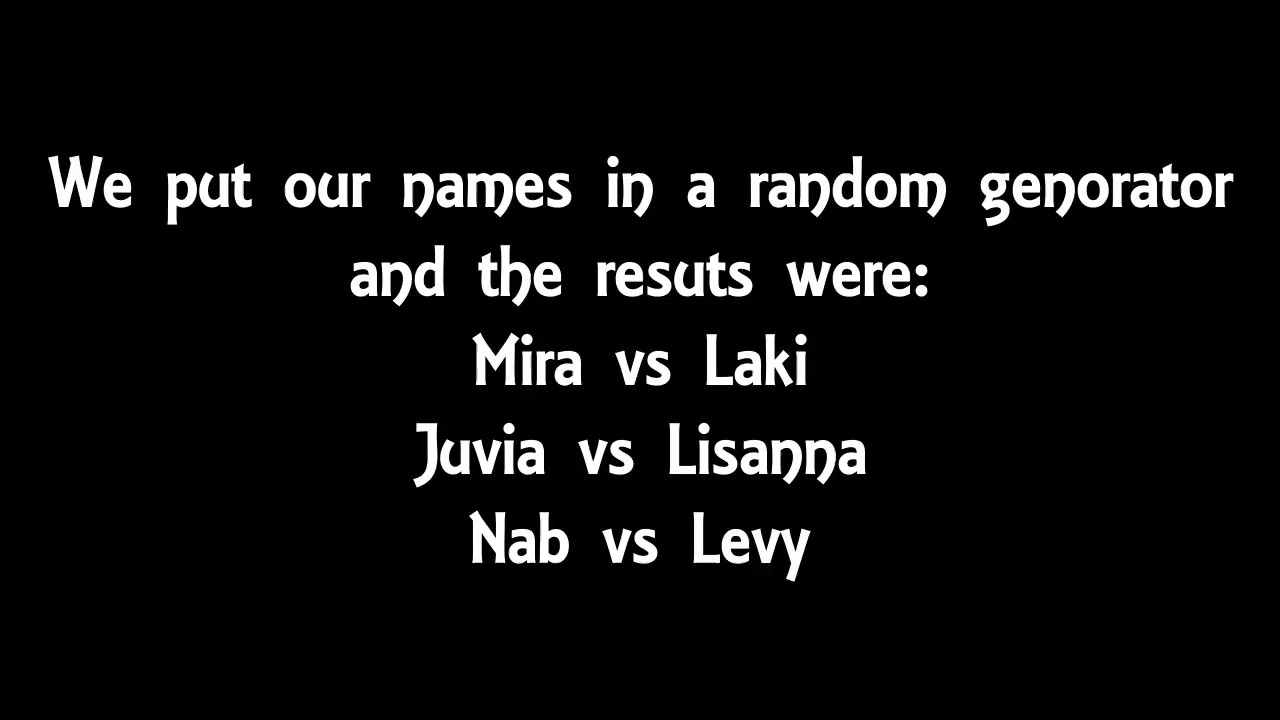 We put our names in a random genorator
and the resuts were:
Mira vs Laki
Juvia vs Lisanna
Nab vs Levy